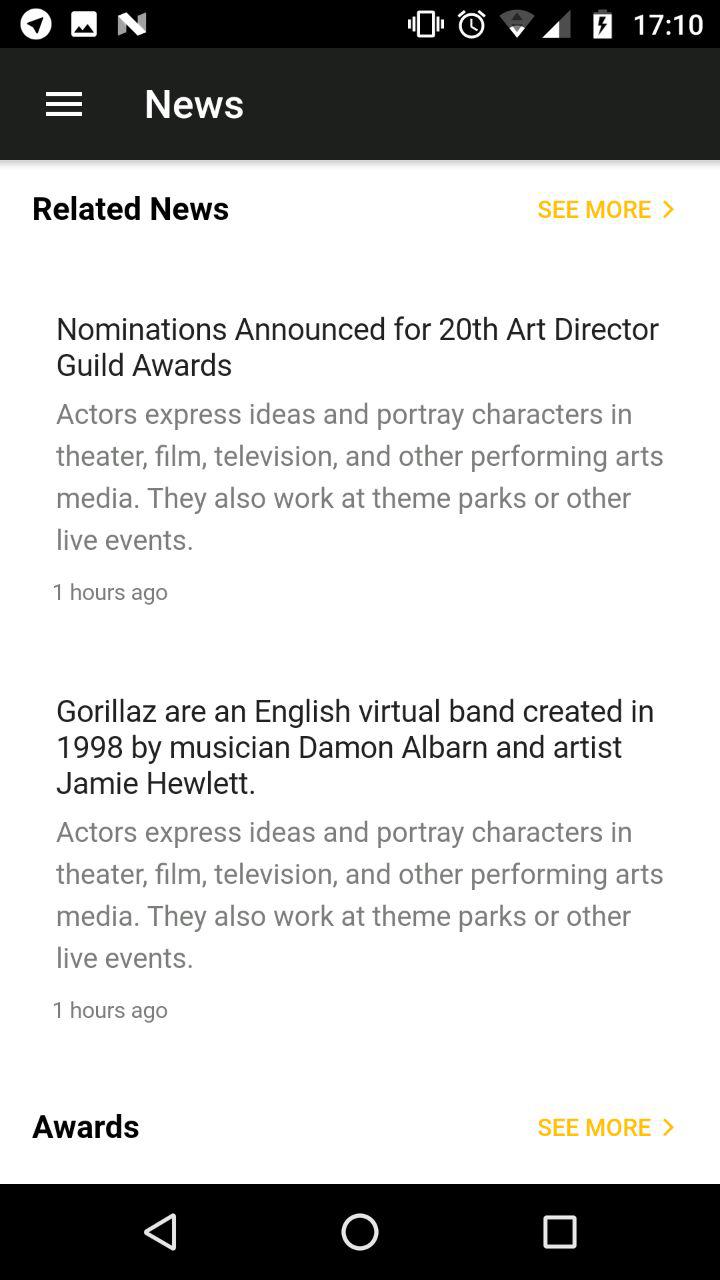 17:10
News
Related News
SEE MORE
Nominations Announced for 20th Art Director
Guild Awards
Actors express ideas and portray characters in
theater, film, television, and other performing arts
media. They also work at theme parks or other
live events.
1 hours ago
Gorillaz are an English virtual band created in
1998 by musician Damon Albarn and artist
Jamie Hewlett.
Actors express ideas and portray characters in
theater, film, television, and other performing arts
media. They also work at theme parks or other
live events.
1 hours ago
Awards
SEE MORE